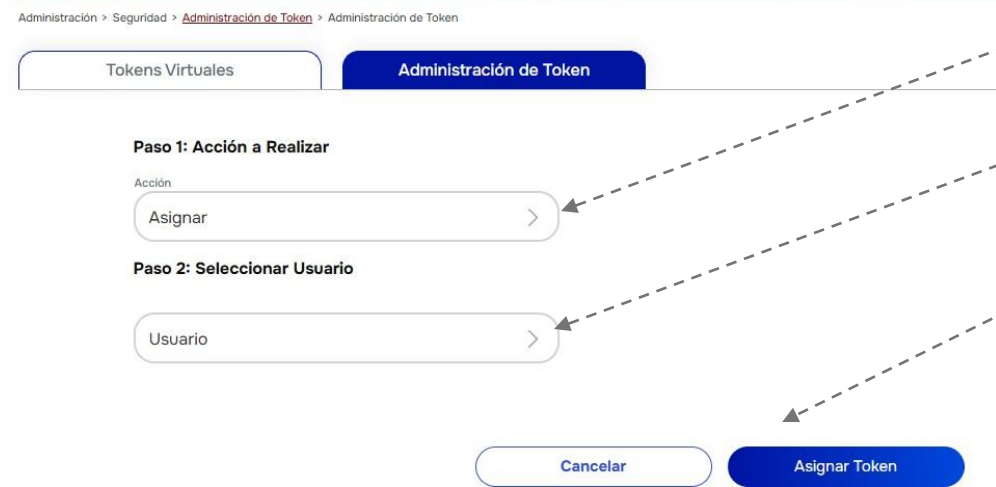 Administración > Seguridad > Administración de Token > Administración de Token
Tokens Virtuales
Administración de Token
Paso 1: Acción a Realizar
Acción
Asignar
Paso 2: Seleccionar Usuario
Usuario
Cancelar
Asignar Token